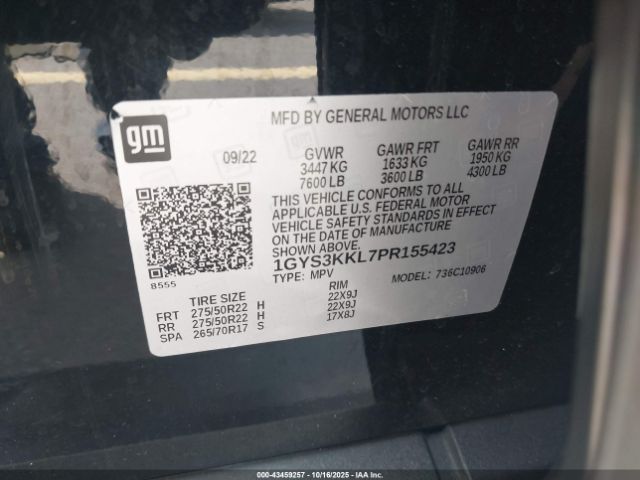 MFD BY GENERAL MOTORS LLC
gm
09/22 GVWR GAWR FRT GAWR RR
3447 KG 1633 KG 1950 KG
7600 LB 3600 LB 4300 LB
THIS VEHICLE CONFORMS TO ALL
APPLICABLE U.S. FEDERAL MOTOR
VEHICLE SAFETY STANDARDS IN EFFECT
ON THE DATE OF MANUFACTURE
SHOWN ABOVE.
1GYS3KKL7PR155423
TYPE: MPV MODEL: 736C10906
8555
TIRE SIZE RIM
FRT 275/50R22 H 22X9J
RR 275/50R22 H 22X9J
SPA 265/70R17 S 17X8J
000-43459257 - 10/16/2025 - IAA, Inc.